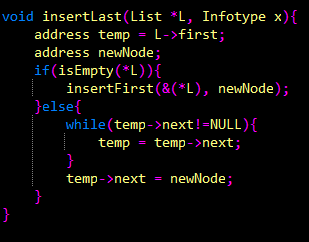 void insertLast(List *L, Infotype x){
    address temp = L->first;
    address newNode;
    if(isEmpty(*L)){
        insertFirst(&(*L), newNode);
    }else{
        while(temp->next!=NULL){
            temp = temp->next;
        }
        temp->next = newNode;
    }
}